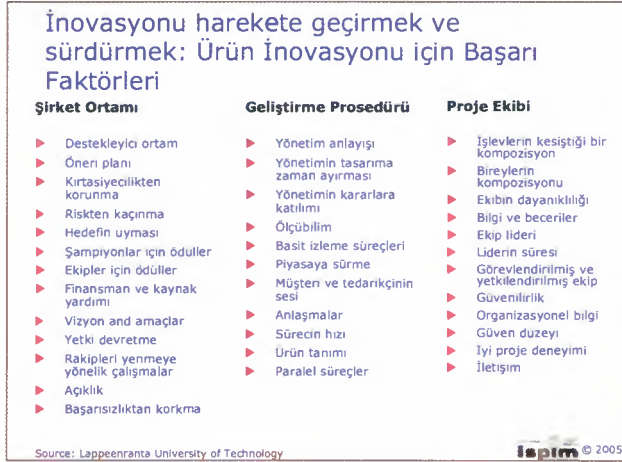 İnovasyonu harekete geçirmek ve
sürdürmek: Ürün İnovasyonu için Başarı
Faktörleri
Şirket Ortamı
Destekleyici ortam
Öneri planı
Kırtasiyecilikten
korunma
Riskten kaçınma
Hedefin uyması
Şampiyonlar için ödüller
Ekipler için ödüller
Finansman ve kaynak
yardımı
Vizyon and amaçlar
Yetki devretme
Rakipleri yenmeye
yönelik çalışmalar
Açıklık
Başarısızlıktan korkma
Geliştirme Prosedürü
Yönetim anlayışı
Yönetimin tasarıma
zaman ayırması
Yönetimin kararlara
katılımı
Ölçübilim
Basit izleme süreçleri
Piyasaya sürme
Müşteri ve tedarikçinin
sesi
Anlaşmalar
Sürecin hızı
Ürün tanımı
Paralel süreçler
Proje Ekibi
İşlevlerin kesiştiği bir
kompozisyon
Bireylerin
kompozisyonu
Ekibin dayanıklılığı
Bilgi ve beceriler
Ekip lideri
Liderin süresi
Görevlendirilmiş ve
yetkilendirilmiş ekip
Güvenilirlik
Organizasyonel bilgi
Güven düzeyi
İyi proje deneyimi
İletişim
Source: Lappeenranta University of Technology
ispim © 2005